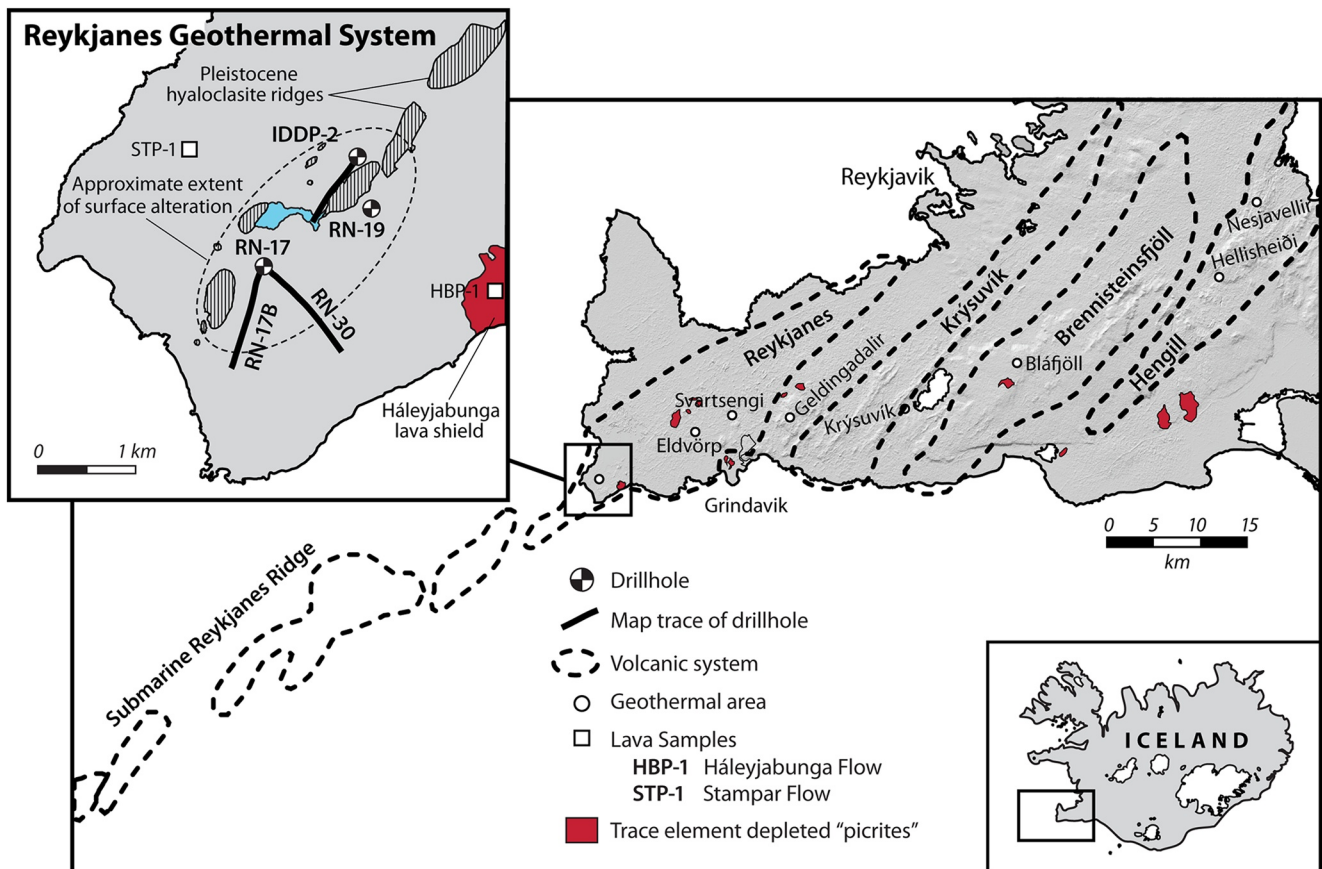 Reykjanes Geothermal System
Pleistocene
hyaloclasite ridges
IDDP-2
STP-1
Approximate extent
of surface alteration
RN-19
RN-17
HBP-1
RN-30
RN-17B
Háleyjabunga
lava shield
0 1 km
Reykjavik
Nesjavellir
Hellisheiði
Krýsuvík
Brennisteinsfjöll
Reykjanes
Hengill
Geldingadalir
Bláfjöll
Svartsengi
Krýsuvík
Eldvörp
Grindavik
0 5 10 15
km
Submarine Reykjanes Ridge
Drillhole
Map trace of drillhole
Volcanic system
Geothermal area
Lava Samples
HBP-1 Háleyjabunga Flow
STP-1 Stampar Flow
Trace element depleted “picrites”
ICELAND